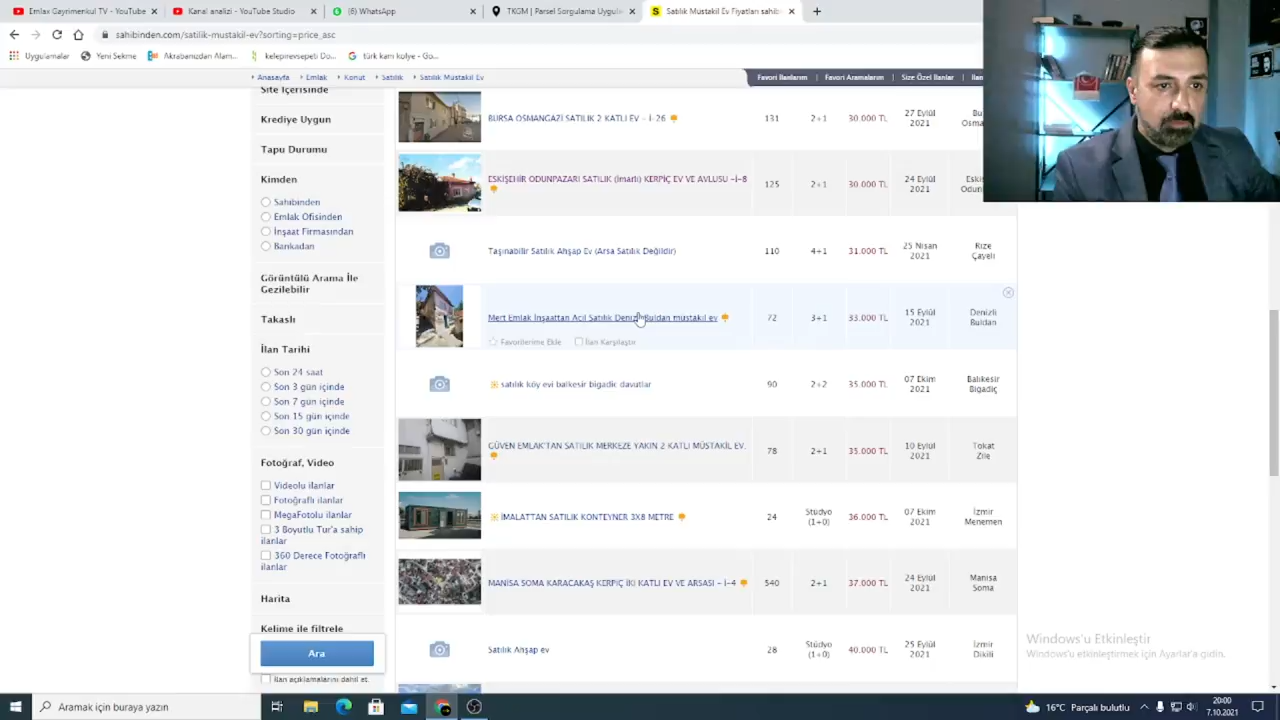 Emlax Gayrimenkul TV - YouTube
Kanal analizi - YouTube Studio
(6) WhatsApp
TKGM | Parsel Sorgulama Uygul
Satılık Müstakil Ev Fiyatları sahib
sahibinden.com/satilik-mustakil-ev?sorting=price_asc
Uygulamalar
Yeni Sekme
Akrabanızdan Alam...
kelepirevsepeti Do...
türk kanı kolye - Go...
Anasayfa
Emlak
Konut
Satılık
Satılık Müstakil Ev
Favori İlanlarım
Favori Aramalarım
Size Özel İlanlar
İlan
Site İçerisinde
Krediye Uygun
Tapu Durumu
Kimden
Sahibinden
Emlak Ofisinden
İnşaat Firmasından
Bankadan
Görüntülü Arama İle
Gezilebilir
Takaslı
İlan Tarihi
Son 24 saat
Son 3 gün içinde
Son 7 gün içinde
Son 15 gün içinde
Son 30 gün içinde
Fotoğraf, Video
Videolu ilanlar
Fotoğraflı ilanlar
MegaFotolu ilanlar
3 Boyutlu Tur'a sahip
ilanlar
360 Derece Fotoğraflı
ilanlar
Harita
Kelime ile filtrele
Ara
İlan açıklamalarını dahil et.
BURSA OSMANGAZİ SATILIK 2 KATLI EV - İ-26 131 2+1 30.000 TL 27 Eylül 2021 Bu Osma
ESKİŞEHİR ODUNPAZARI SATILIK (imarlı) KERPİÇ EV VE AVLUSU -İ-8 125 2+1 30.000 TL 24 Eylül 2021 Eski Odun
Taşınabilir Satılık Ahşap Ev (Arsa Satılık Değildir) 110 4+1 31.000 TL 25 Nisan 2021 Rize Çayeli
Mert Emlak İnşaattan Acil Satılık Denizli Buldan müstakil ev 72 3+1 33.000 TL 15 Eylül 2021 Denizli Buldan
Favorilerime Ekle
İlan Karşılaştır
satılık köy evi balkesir bigadic davutlar 90 2+2 35.000 TL 07 Ekim 2021 Balıkesir Bigadiç
GÜVEN EMLAK'TAN SATILIK MERKEZE YAKIN 2 KATLI MÜSTAKİL EV. 78 2+1 35.000 TL 10 Eylül 2021 Tokat Zile
İMALATTAN SATILIK KONTEYNER 3X8 METRE 24 Stüdyo (1+0) 36.000 TL 07 Ekim 2021 İzmir Menemen
MANİSA SOMA KARACAKAŞ KERPİÇ İKİ KATLI EV VE ARSASI - İ-4 540 2+1 37.000 TL 24 Eylül 2021 Manisa Soma
Satılık Ahşap ev 28 Stüdyo (1+0) 40.000 TL 25 Eylül 2021 İzmir Dikili
Windows'u Etkinleştir
Windows'u etkinleştirmek için Ayarlar'a gidin.
Aramak için buraya yazın
16°C Parçalı bulutlu
20:00
7.10.2021